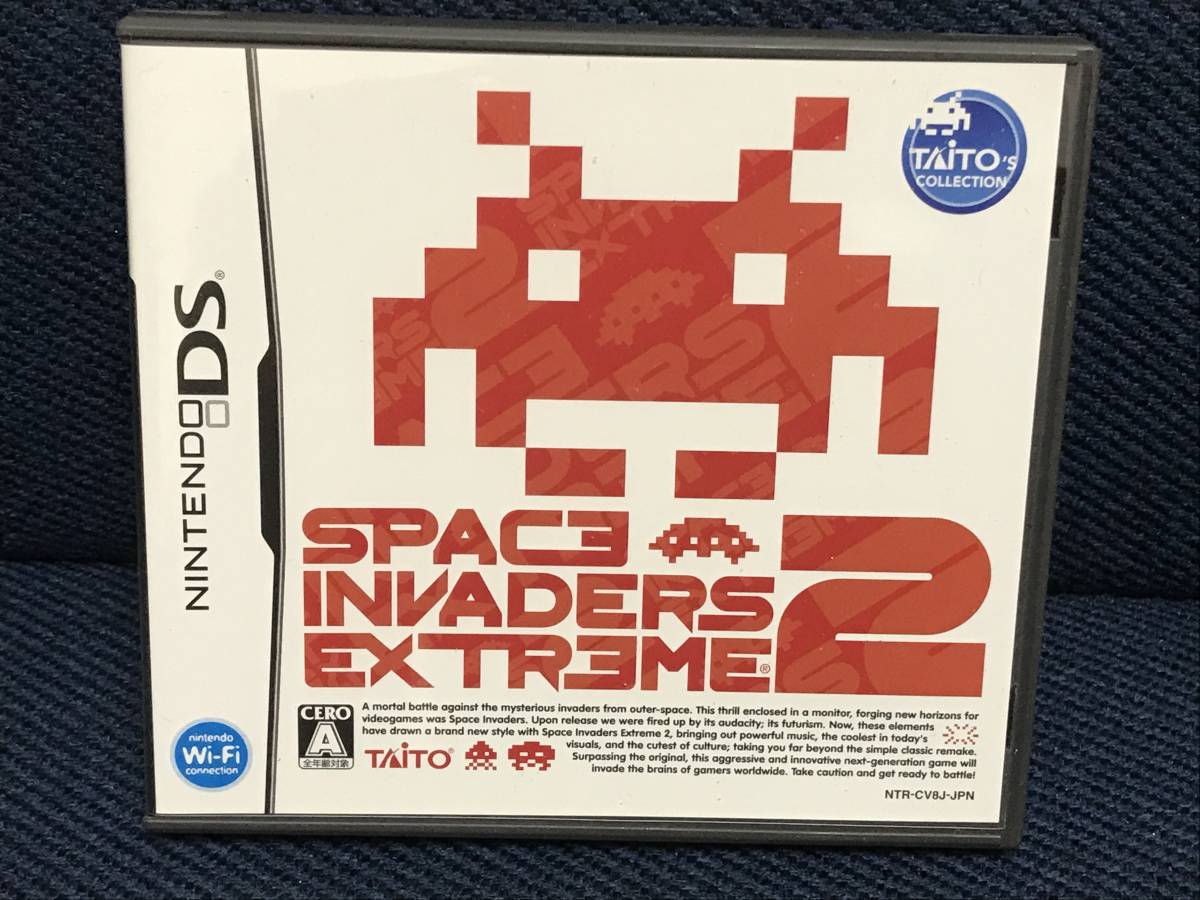 NINTENDO DS®
nintendo
Wi-Fi
connection
TAITO's
COLLECTION
SPACE
INVADERS
EXTREME® 2
A mortal battle against the mysterious invaders from outer-space. This thrill enclosed in a monitor, forging new horizons for
videogames was Space Invaders. Upon release we were fired up by its audacity; its futurism. Now, these elements
have drawn a brand new style with Space Invaders Extreme 2, bringing out powerful music, the coolest in today's
visuals, and the cutest of culture; taking you far beyond the simple classic remake.
Surpassing the original, this aggressive and innovative next-generation game will
invade the brains of gamers worldwide. Take caution and get ready to battle!
CERO
A
全年齢対象
TAITO®
NTR-CV8J-JPN